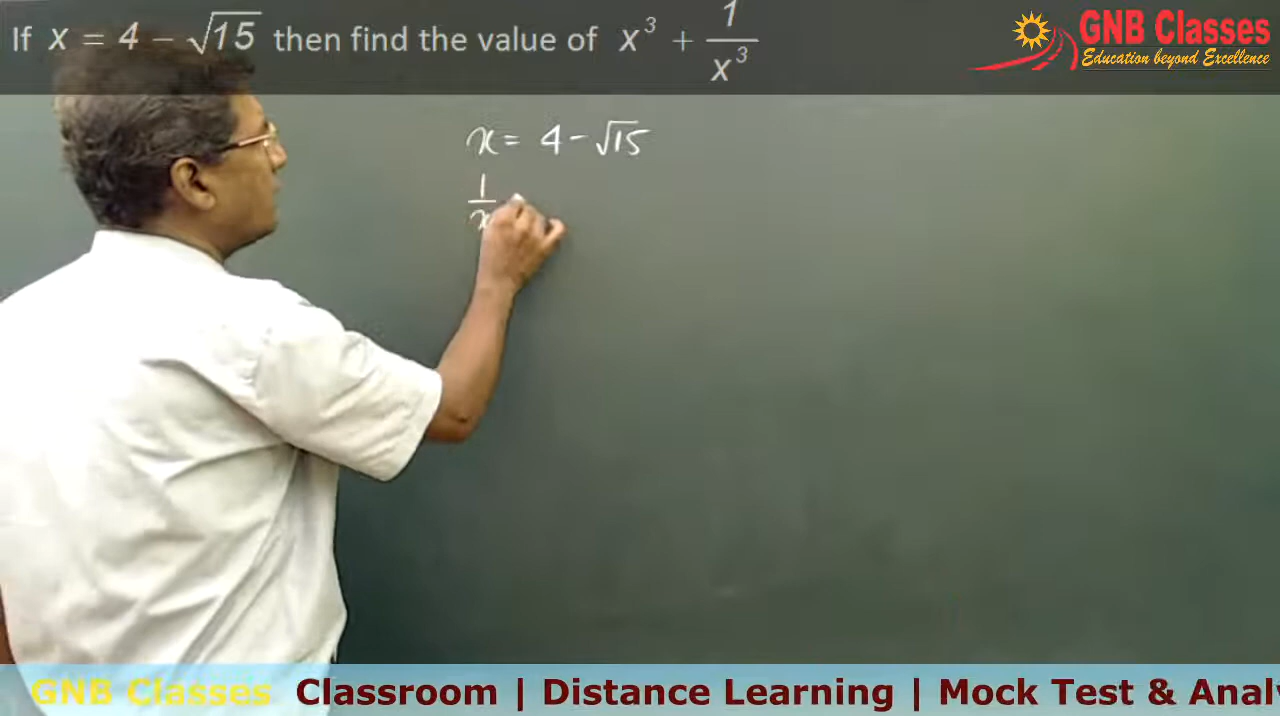 If x = 4 − √15 then find the value of x³ + 1/x³
GNB Classes
Education beyond Excellence
x = 4 − √15
1/x
GNB Classes Classroom | Distance Learning | Mock Test & Analy